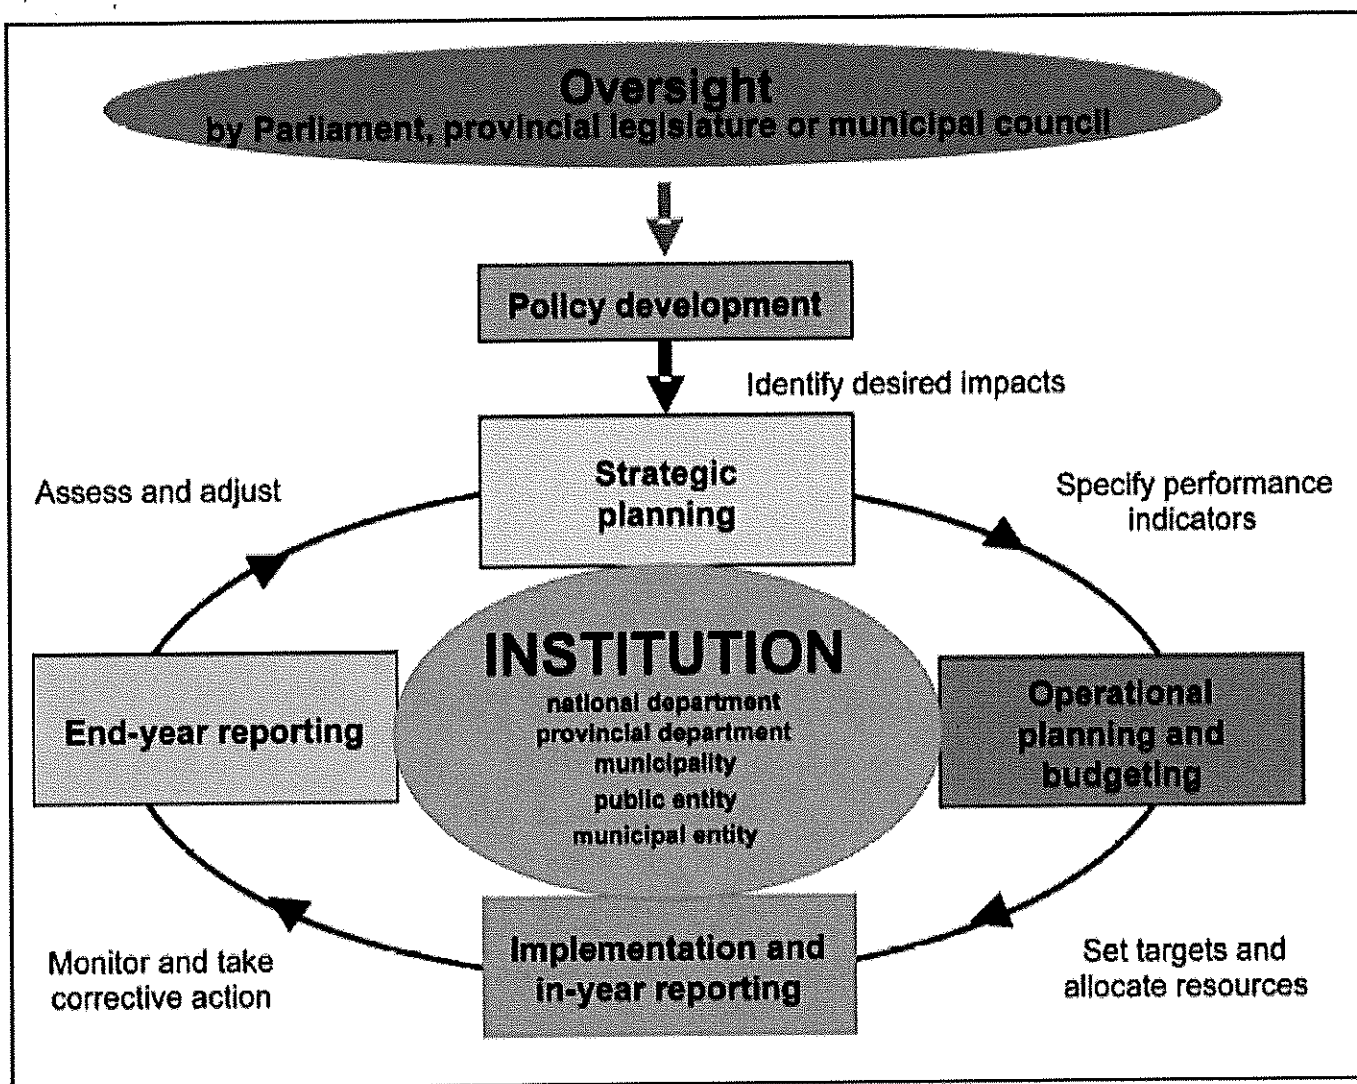 Oversight
by Parliament, provincial legislature or municipal council
Policy development
Identify desired impacts
Strategic
planning
Assess and adjust
Specify performance
indicators
INSTITUTION
national department
provincial department
municipality
public entity
municipal entity
End-year reporting
Operational
planning and
budgeting
Implementation and
in-year reporting
Monitor and take
corrective action
Set targets and
allocate resources